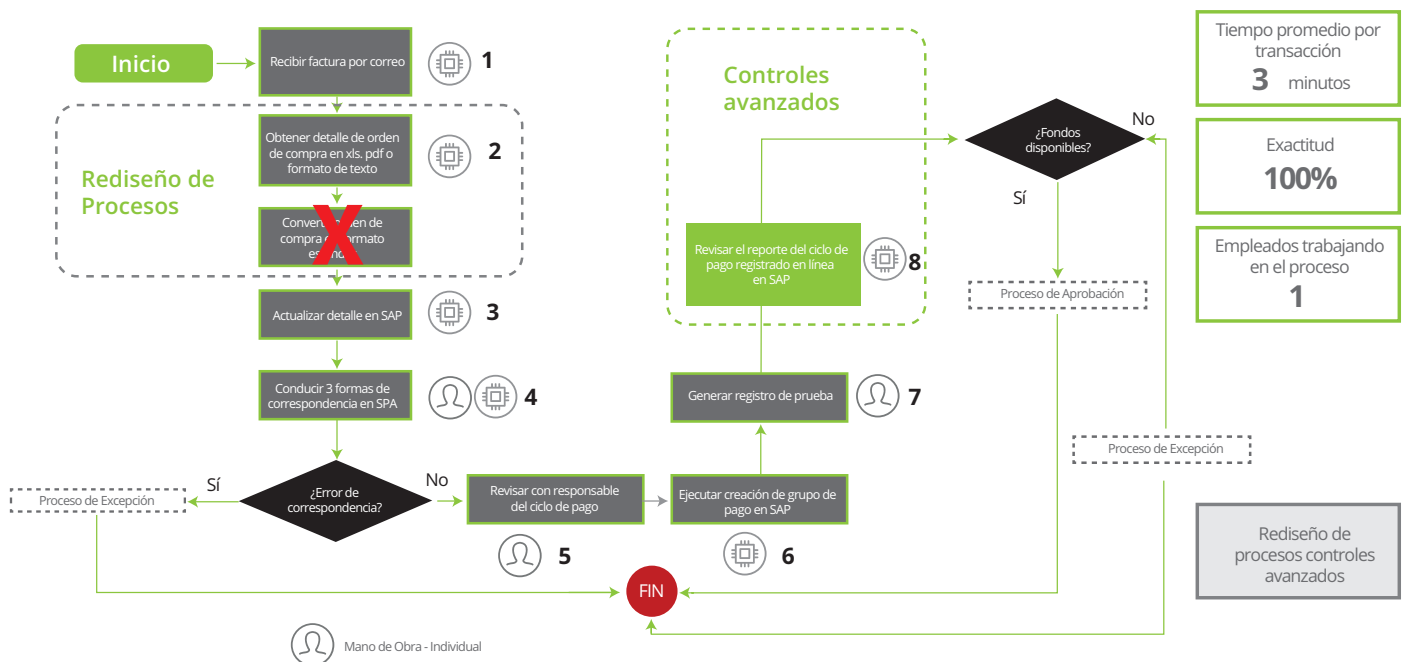 Inicio
Recibir factura por correo
1
Rediseño de
Procesos
Obtener detalle de orden
de compra en xls. pdf o
formato de texto
2
compra
Actualizar detalle en SAP
3
Conducir 3 formas de
correspondencia en SPA
4
¿Error de
correspondencia?
Sí
No
Proceso de Excepción
Revisar con responsable
del ciclo de pago
5
Ejecutar creación de grupo de
pago en SAP
6
Generar registro de prueba
7
Controles
avanzados
Revisar el reporte del ciclo de
pago registrado en línea
en SAP
8
¿Fondos
disponibles?
No
Sí
Proceso de Aprobación
Proceso de Excepción
FIN
Mano de Obra - Individual
Tiempo promedio por
transacción
3 minutos
Exactitud
100%
Empleados trabajando
en el proceso
1
Rediseño de
procesos controles
avanzados